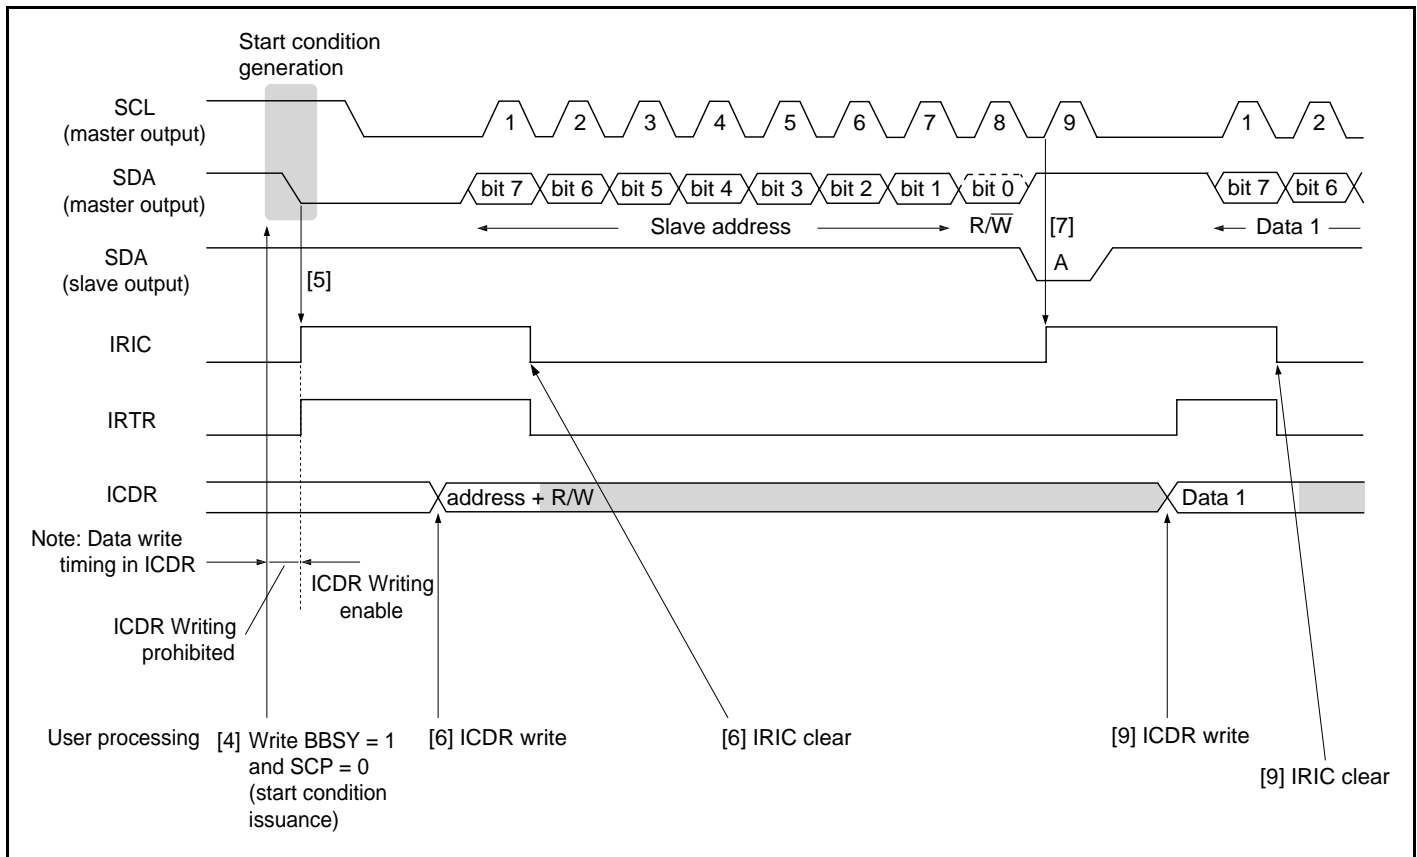 Start condition
generation
SCL
(master output)
1 2 3 4 5 6 7 8 9 1 2
SDA
(master output)
bit 7 bit 6 bit 5 bit 4 bit 3 bit 2 bit 1 bit 0 bit 7 bit 6
Slave address R/W̅ [7] Data 1
SDA
(slave output)
A
[5]
IRIC
IRTR
ICDR
address + R/W
Data 1
Note: Data write
timing in ICDR
ICDR Writing
enable
ICDR Writing
prohibited
User processing
[4] Write BBSY = 1
and SCP = 0
(start condition
issuance)
[6] ICDR write
[6] IRIC clear
[9] ICDR write
[9] IRIC clear